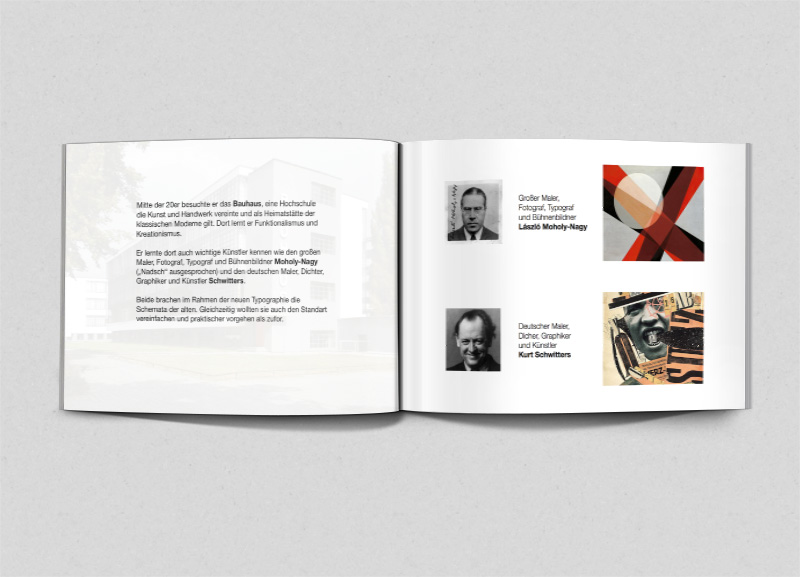 Mitte der 20er besuchte er das Bauhaus, eine Hochschule
die Kunst und Handwerk vereinte und als Heimatstätte der
klassischen Moderne gilt. Dort lernt er Funktionalismus und
Kreationismus.
Er lernte dort auch wichtige Künstler kennen wie den großen
Maler, Fotograf, Typograf und Bühnenbildner Moholy-Nagy
(„Nadsch“ ausgesprochen) und den deutschen Maler, Dichter,
Graphiker und Künstler Schwitters.
Beide brachen im Rahmen der neuen Typographie die
Schemata der alten. Gleichzeitig wollten sie auch den Standart
vereinfachen und praktischer vorgehen als zufor.
Großer Maler,
Fotograf, Typograf
und Bühnenbildner
László Moholy-Nagy
Deutscher Maler,
Dicher, Graphiker
und Künstler
Kurt Schwitters
MERZ